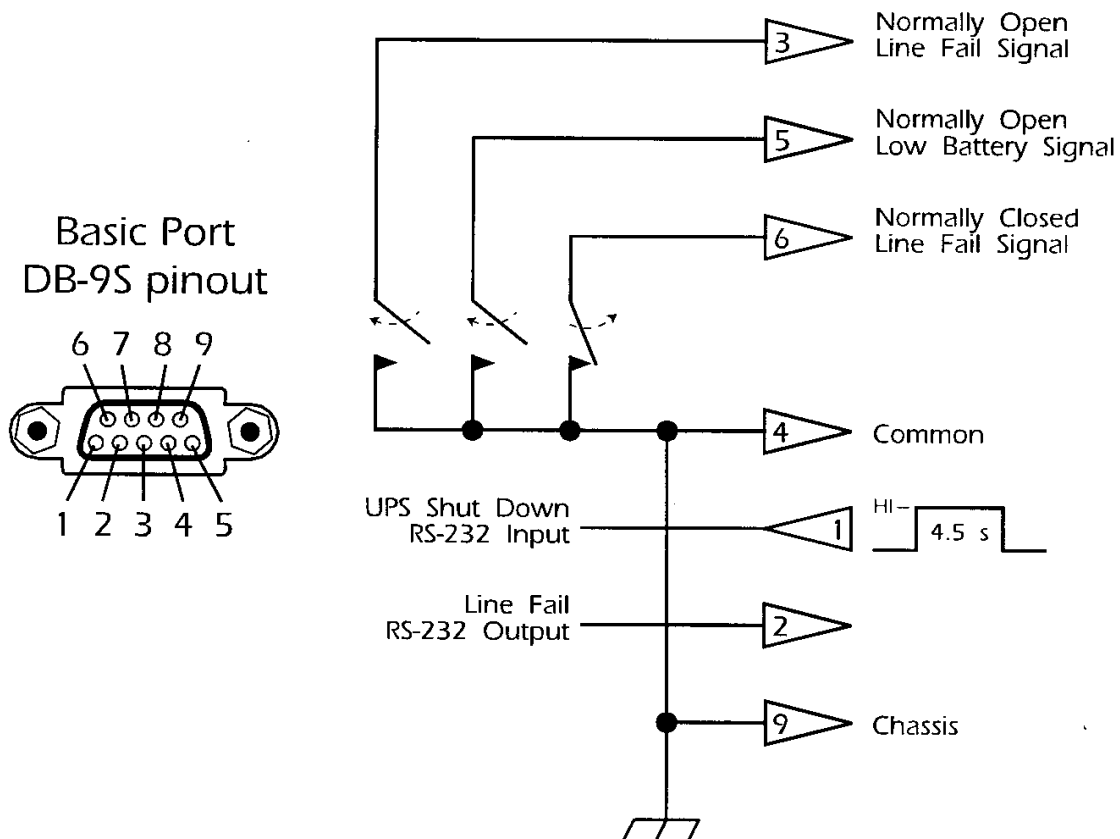 Basic Port
DB-9S pinout
6 7 8 9
1 2 3 4 5
3
Normally Open
Line Fail Signal
5
Normally Open
Low Battery Signal
6
Normally Closed
Line Fail Signal
4
Common
UPS Shut Down
RS-232 Input
1
HI
4.5 s
Line Fail
RS-232 Output
2
9
Chassis